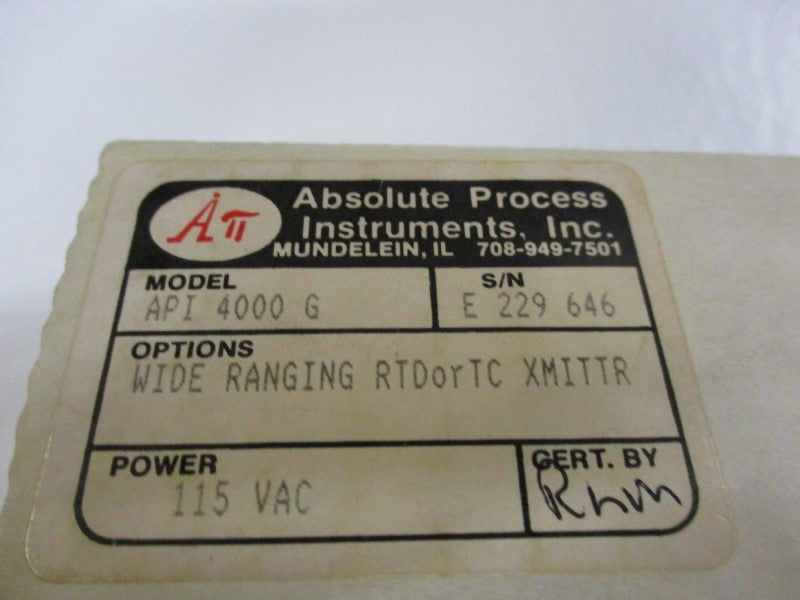 Aπ
Absolute Process
Instruments, Inc.
MUNDELEIN, IL 708-949-7501
MODEL
API 4000 G
S/N
E 229 646
OPTIONS
WIDE RANGING RTDorTC XMITTR
POWER
115 VAC
CERT. BY